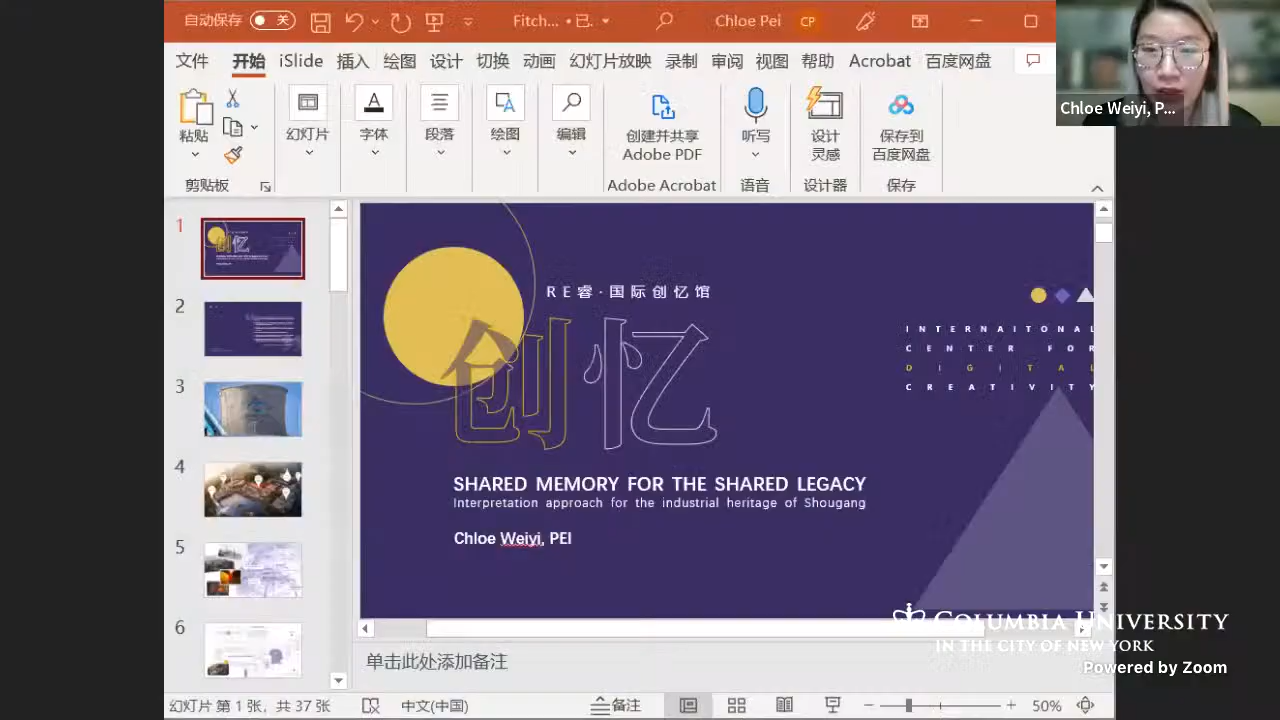 自动保存 关 Fitch... • 已... Chloe Pei CP
文件 开始 iSlide 插入 绘图 设计 切换 动画 幻灯片放映 录制 审阅 视图 帮助 Acrobat 百度网盘
粘贴
幻灯片 字体 段落 绘图 编辑
创建并共享
Adobe PDF
听写
设计
灵感
保存到
百度网盘
剪贴板 Adobe Acrobat 语音 设计器 保存
Chloe Weiyi, P...
1
2
3
4
5
6
RE睿·国际创忆馆
创忆
INTERNAITONAL
CENTER FOR
DIGITAL
CREATIVITY
SHARED MEMORY FOR THE SHARED LEGACY
Interpretation approach for the industrial heritage of Shougang
Chloe Weiyi, PEI
COLUMBIA UNIVERSITY
IN THE CITY OF NEW YORK
Powered by Zoom
单击此处添加备注
幻灯片 第 1 张，共 37 张 中文(中国) 备注 50%